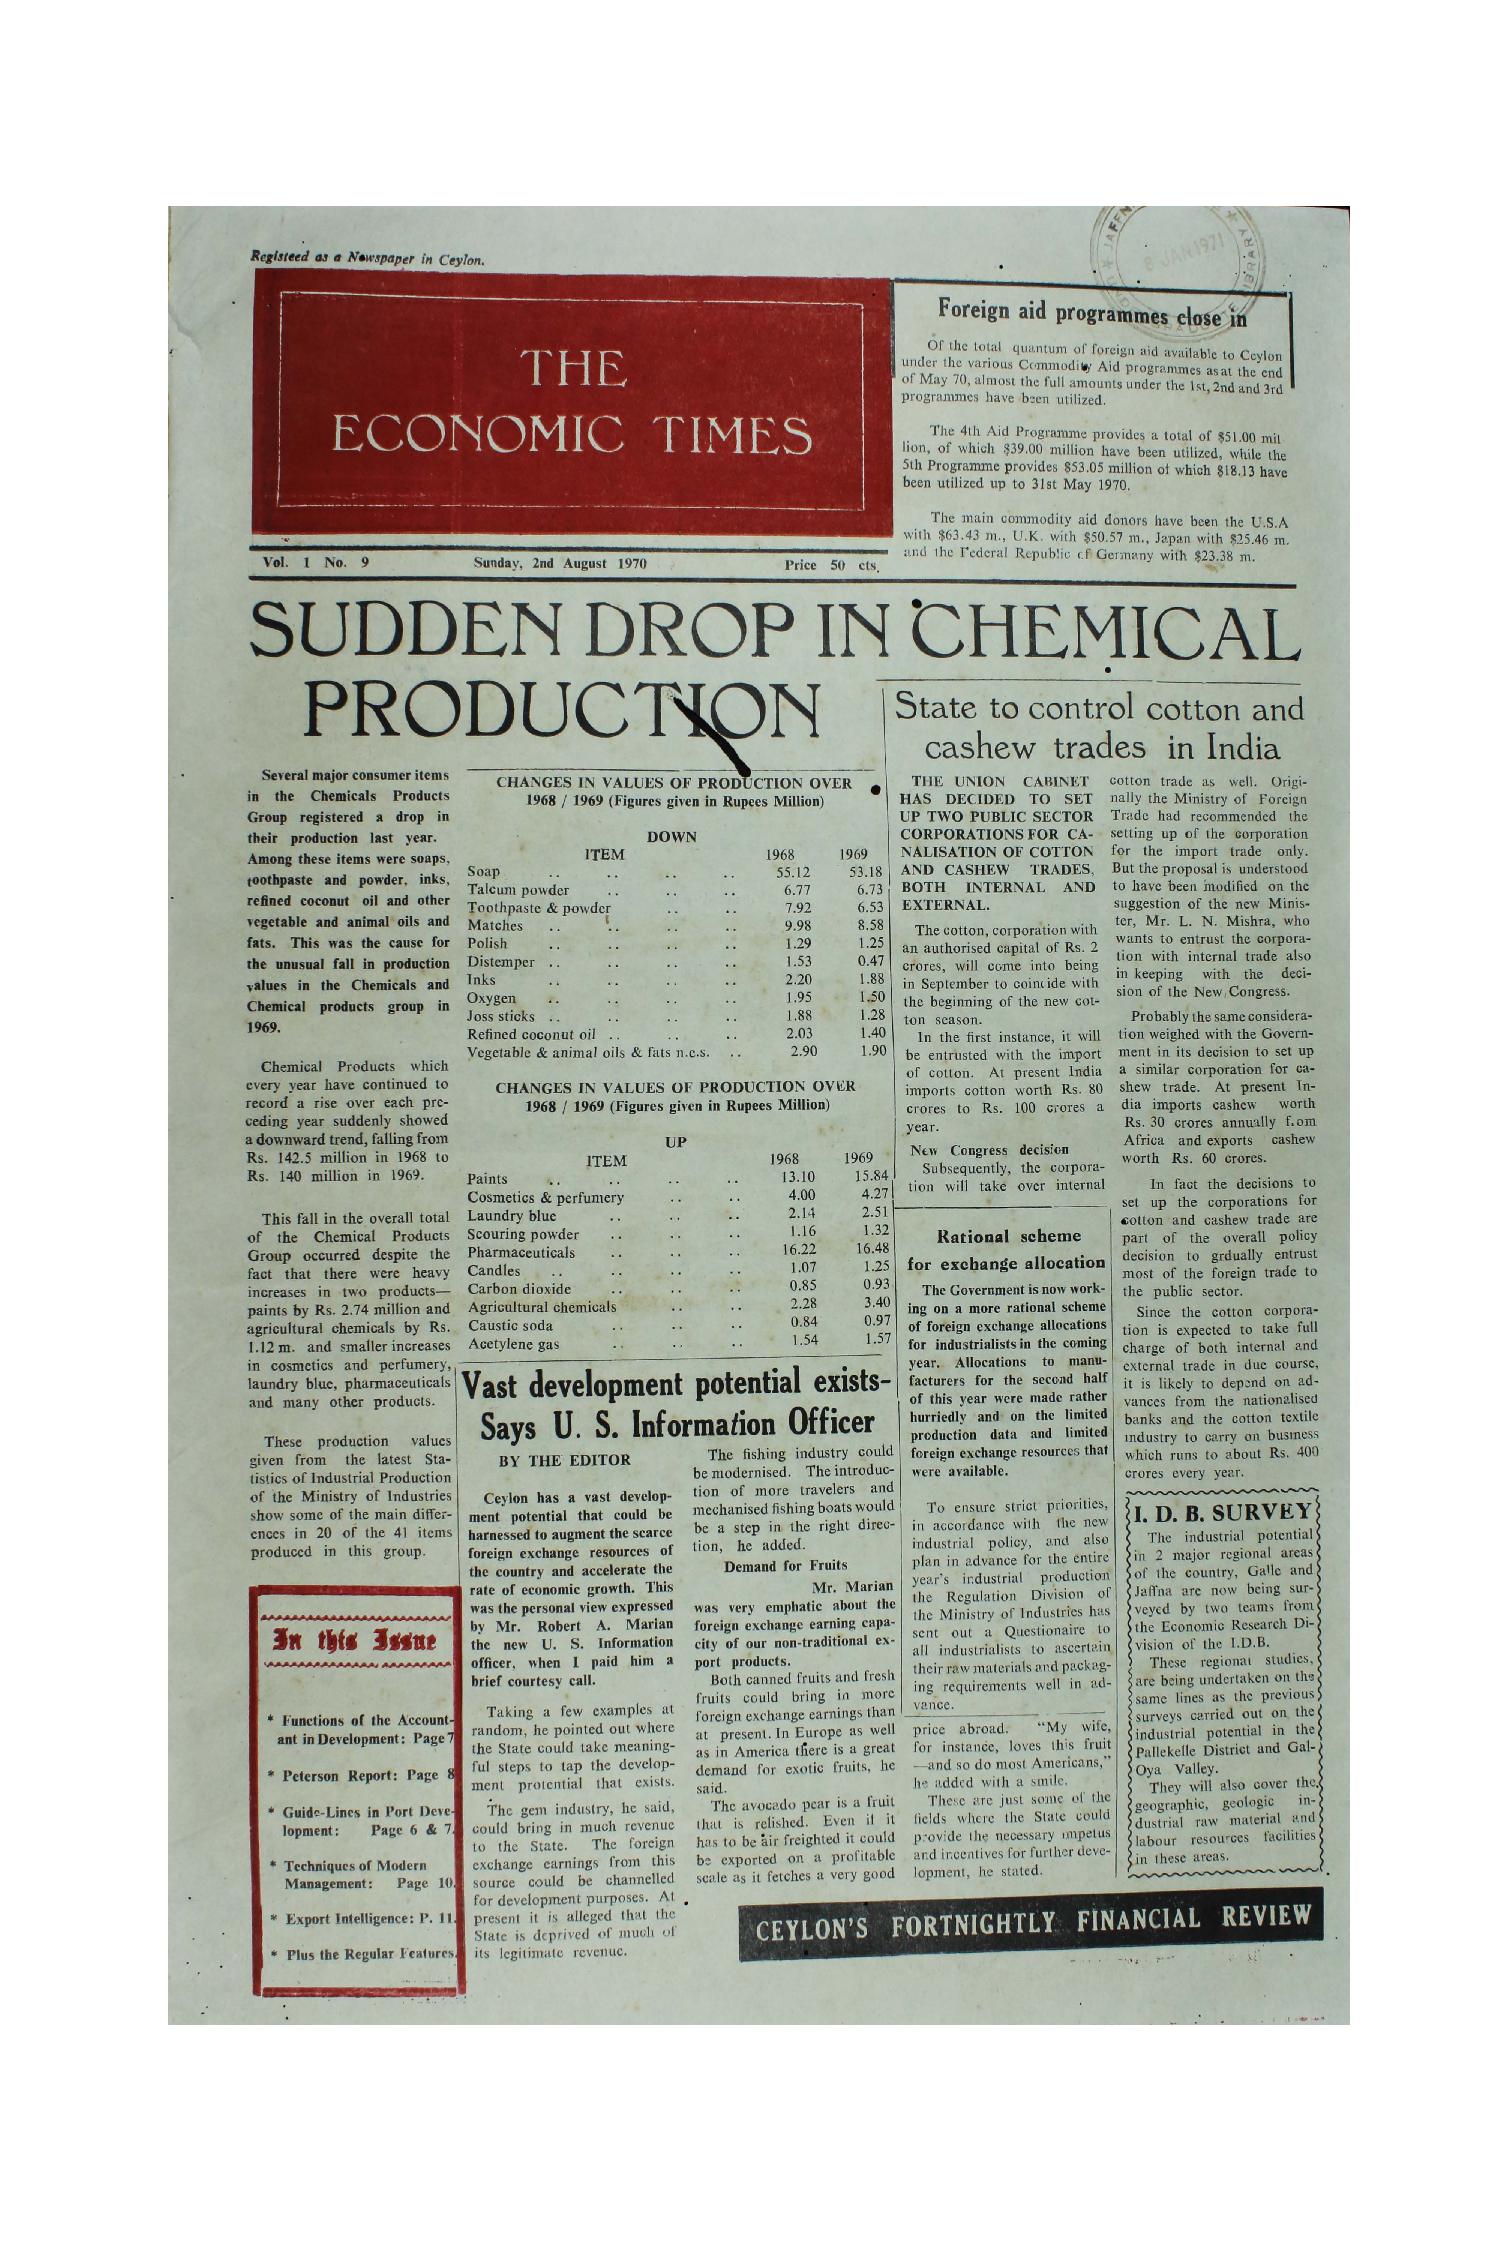 Registeed as a Newspaper in Ceylon.
THE
ECONOMIC TIMES
Vol. 1 No. 9 Sunday, 2nd August 1970 Price 50 cts.
8 JAN 1971
Foreign aid programmes close in
Of the total quantum of foreign aid available to Ceylon
under the various Commodity Aid programmes as at the end
of May 70, almost the full amounts under the 1st, 2nd and 3rd
programmes have been utilized.
The 4th Aid Programme provides a total of $51.00 mil
lion, of which $39.00 million have been utilized, while the
5th Programme provides $53.05 million of which $18.13 have
been utilized up to 31st May 1970.
The main commodity aid donors have been the U.S.A
with $63.43 m., U.K. with $50.57 m., Japan with $25.46 m.
and the Federal Republic of Germany with $23.38 m.
SUDDEN DROP IN CHEMICAL
PRODUCTION
Several major consumer items
in the Chemicals Products
Group registered a drop in
their production last year.
Among these items were soaps,
toothpaste and powder, inks,
refined coconut oil and other
vegetable and animal oils and
fats. This was the cause for
the unusual fall in production
values in the Chemicals and
Chemical products group in
1969.
Chemical Products which
every year have continued to
record a rise over each pre-
ceding year suddenly showed
a downward trend, falling from
Rs. 142.5 million in 1968 to
Rs. 140 million in 1969.
This fall in the overall total
of the Chemical Products
Group occurred despite the
fact that there were heavy
increases in two products—
paints by Rs. 2.74 million and
agricultural chemicals by Rs.
1.12 m. and smaller increases
in cosmetics and perfumery,
laundry blue, pharmaceuticals
and many other products.
These production values
given from the latest Sta-
tistics of Industrial Production
of the Ministry of Industries
show some of the main differ-
ences in 20 of the 41 items
produced in this group.
CHANGES IN VALUES OF PRODUCTION OVER
1968 / 1969 (Figures given in Rupees Million)
DOWN
ITEM 1968 1969
Soap .. .. .. .. 55.12 53.18
Talcum powder .. .. .. 6.77 6.73
Toothpaste & powder .. .. 7.92 6.53
Matches .. .. .. .. 9.98 8.58
Polish .. .. .. .. 1.29 1.25
Distemper .. .. .. .. 1.53 0.47
Inks .. .. .. .. 2.20 1.88
Oxygen .. .. .. .. 1.95 1.50
Joss sticks .. .. .. .. 1.88 1.28
Refined coconut oil .. .. .. 2.03 1.40
Vegetable & animal oils & fats n.e.s. .. 2.90 1.90
CHANGES IN VALUES OF PRODUCTION OVER
1968 / 1969 (Figures given in Rupees Million)
UP
ITEM 1968 1969
Paints .. .. .. .. 13.10 15.84
Cosmetics & perfumery .. .. 4.00 4.27
Laundry blue .. .. .. 2.14 2.51
Scouring powder .. .. .. 1.16 1.32
Pharmaceuticals .. .. .. 16.22 16.48
Candles .. .. .. .. 1.07 1.25
Carbon dioxide .. .. .. 0.85 0.93
Agricultural chemicals .. .. 2.28 3.40
Caustic soda .. .. .. 0.84 0.97
Acetylene gas .. .. .. 1.54 1.57
State to control cotton and
cashew trades in India
THE UNION CABINET
HAS DECIDED TO SET
UP TWO PUBLIC SECTOR
CORPORATIONS FOR CA-
NALISATION OF COTTON
AND CASHEW TRADES,
BOTH INTERNAL AND
EXTERNAL.
The cotton, corporation with
an authorised capital of Rs. 2
crores, will come into being
in September to coincide with
the beginning of the new cot-
ton season.
In the first instance, it will
be entrusted with the import
of cotton. At present India
imports cotton worth Rs. 80
crores to Rs. 100 crores a
year.
New Congress decision
Subsequently, the corpora-
tion will take over internal
cotton trade as well. Origi-
nally the Ministry of Foreign
Trade had recommended the
setting up of the corporation
for the import trade only.
But the proposal is understood
to have been modified on the
suggestion of the new Minis-
ter, Mr. L. N. Mishra, who
wants to entrust the corpora-
tion with internal trade also
in keeping with the deci-
sion of the New Congress.
Probably the same considera-
tion weighed with the Govern-
ment in its decision to set up
a similar corporation for ca-
shew trade. At present In-
dia imports cashew worth
Rs. 30 crores annually from
Africa and exports cashew
worth Rs. 60 crores.
In fact the decisions to
set up the corporations for
cotton and cashew trade are
part of the overall policy
decision to grdually entrust
most of the foreign trade to
the public sector.
Since the cotton corpora-
tion is expected to take full
charge of both internal and
external trade in due course,
it is likely to depend on ad-
vances from the nationalised
banks and the cotton textile
industry to carry on business
which runs to about Rs. 400
crores every year.
Rational scheme
for exchange allocation
The Government is now work-
ing on a more rational scheme
of foreign exchange allocations
for industrialists in the coming
year. Allocations to manu-
facturers for the second half
of this year were made rather
hurriedly and on the limited
production data and limited
foreign exchange resources that
were available.
To ensure strict priorities,
in accordance with the new
industrial policy, and also
plan in advance for the entire
year's industrial production
the Regulation Division of
the Ministry of Industries has
sent out a Questionaire to
all industrialists to ascertain
their raw materials and packag-
ing requirements well in ad-
vance.
Vast development potential exists-
Says U. S. Information Officer
BY THE EDITOR
Ceylon has a vast develop-
ment potential that could be
harnessed to augment the scarce
foreign exchange resources of
the country and accelerate the
rate of economic growth. This
was the personal view expressed
by Mr. Robert A. Marian
the new U. S. Information
officer, when I paid him a
brief courtesy call.
Taking a few examples at
random, he pointed out where
the State could take meaning-
ful steps to tap the develop-
ment protential that exists.
The gem industry, he said,
could bring in much revenue
to the State. The foreign
exchange earnings from this
source could be channelled
for development purposes. At
present it is alleged that the
State is deprived of much of
its legitimate revenue.
The fishing industry could
be modernised. The introduc-
tion of more travelers and
mechanised fishing boats would
be a step in the right direc-
tion, he added.
Demand for Fruits
Mr. Marian
was very emphatic about the
foreign exchange earning capa-
city of our non-traditional ex-
port products.
Both canned fruits and fresh
fruits could bring in more
foreign exchange earnings than
at present. In Europe as well
as in America there is a great
demand for exotic fruits, he
said.
The avocado pear is a fruit
that is relished. Even if it
has to be air freighted it could
be exported on a profitable
scale as it fetches a very good
price abroad. "My wife,
for instance, loves this fruit
—and so do most Americans,"
he added with a smile.
These are just some of the
fields where the State could
provide the necessary impetus
and incentives for further deve-
lopment, he stated.
I. D. B. SURVEY
The industrial potential
in 2 major regional areas
of the country, Galle and
Jaffna are now being sur-
veyed by two teams from
the Economic Research Di-
vision of the I.D.B.
These regional studies,
are being undertaken on the
same lines as the previous
surveys carried out on the
industrial potential in the
Pallekelle District and Gal-
Oya Valley.
They will also cover the
geographic, geologic in-
dustrial raw material and
labour resources facilities
in these areas.
In this Issue
* Functions of the Account-
ant in Development: Page 7
* Peterson Report: Page 8
* Guide-Lines in Port Deve-
lopment: Page 6 & 7.
* Techniques of Modern
Management: Page 10.
* Export Intelligence: P. 11.
* Plus the Regular Features.
CEYLON'S FORTNIGHTLY FINANCIAL REVIEW